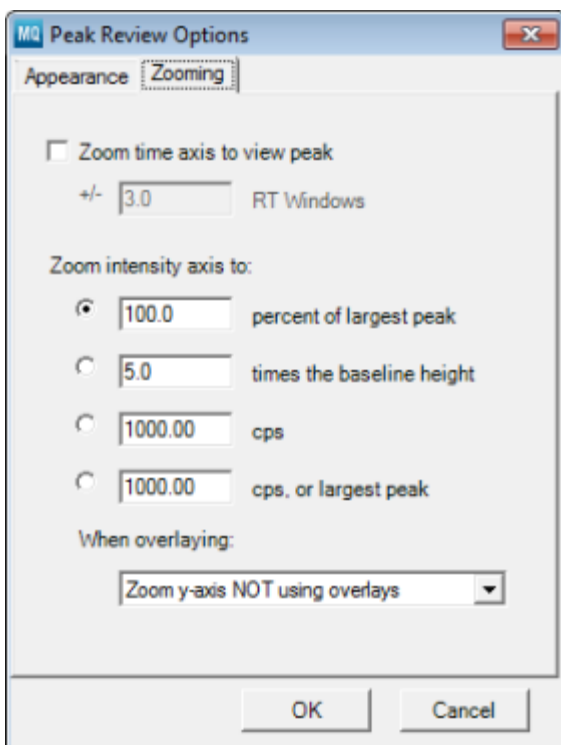 MQ Peak Review Options
Appearance Zooming
Zoom time axis to view peak
+/- 3.0 RT Windows
Zoom intensity axis to:
100.0 percent of largest peak
5.0 times the baseline height
1000.00 cps
1000.00 cps, or largest peak
When overlaying:
Zoom y-axis NOT using overlays
OK Cancel